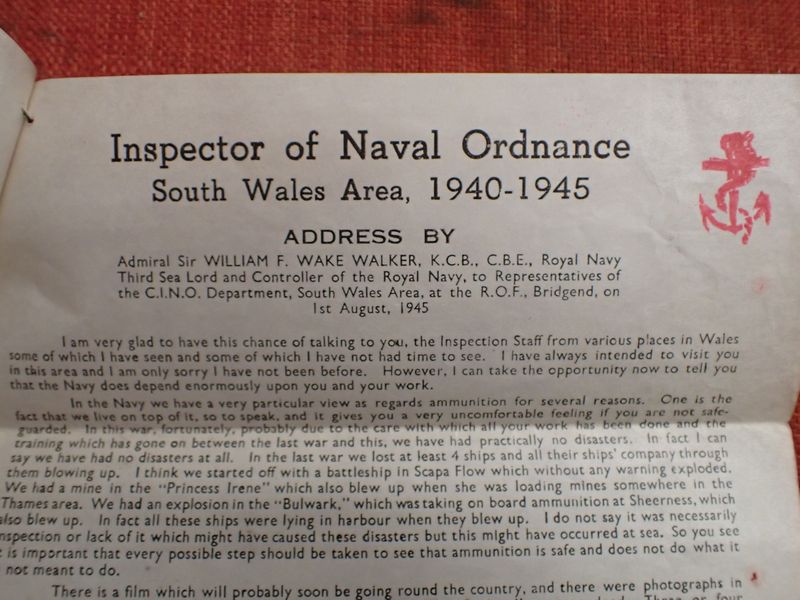 Inspector of Naval Ordnance
South Wales Area, 1940-1945
ADDRESS BY
Admiral Sir WILLIAM F. WAKE WALKER, K.C.B., C.B.E., Royal Navy
Third Sea Lord and Controller of the Royal Navy, to Representatives of
the C.I.N.O. Department, South Wales Area, at the R.O.F., Bridgend, on
1st August, 1945
I am very glad to have this chance of talking to you, the Inspection Staff from various places in Wales
some of which I have seen and some of which I have not had time to see. I have always intended to visit you
in this area and I am only sorry I have not been before. However, I can take the opportunity now to tell you
that the Navy does depend enormously upon you and your work.
In the Navy we have a very particular view as regards ammunition for several reasons. One is the
fact that we live on top of it, so to speak, and it gives you a very uncomfortable feeling if you are not safe-
guarded. In this war, fortunately, probably due to the care with which all your work has been done and the
training which has gone on between the last war and this, we have had practically no disasters. In fact I can
say we have had no disasters at all. In the last war we lost at least 4 ships and all their ships' company through
them blowing up. I think we started off with a battleship in Scapa Flow which without any warning exploded.
We had a mine in the "Princess Irene" which also blew up when she was loading mines somewhere in the
Thames area. We had an explosion in the "Bulwark," which was taking on board ammunition at Sheerness, which
also blew up. In fact all these ships were lying in harbour when they blew up. I do not say it was necessarily
nspection or lack of it which might have caused these disasters but this might have occurred at sea. So you see
t is important that every possible step should be taken to see that ammunition is safe and does not do what it
not meant to do.
There is a film which will probably soon be going round the country, and there were photographs in